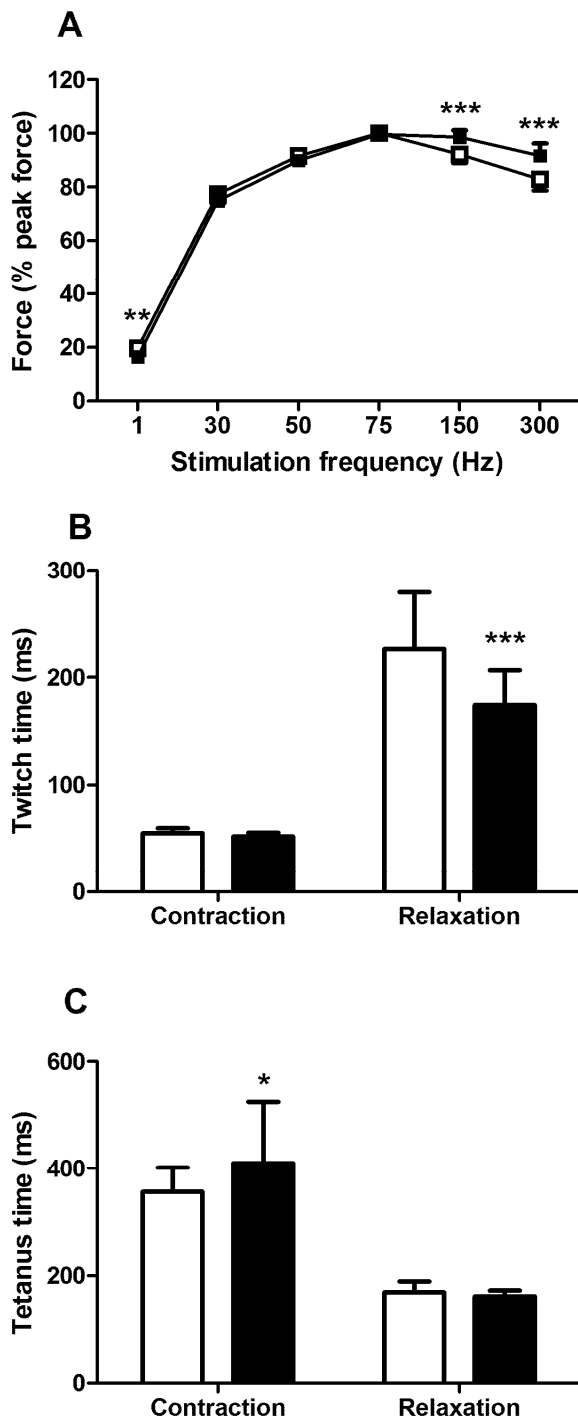 A
120
100
80
60
40
20
0
Force (% peak force)
**
***
***
1 30 50 75 150 300
Stimulation frequency (Hz)
B
300
200
100
0
Twitch time (ms)
***
Contraction Relaxation
C
600
400
200
0
Tetanus time (ms)
*
Contraction Relaxation